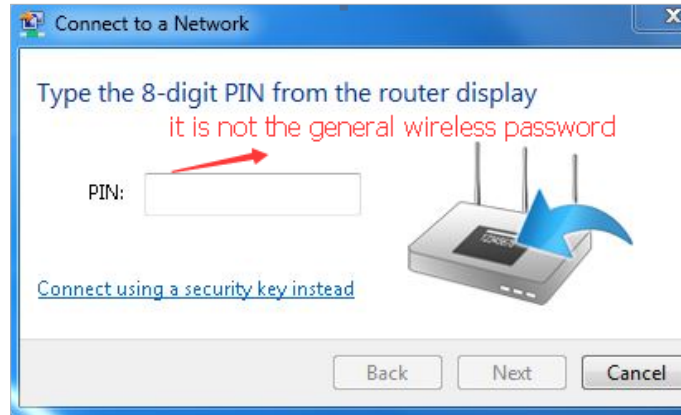 Connect to a Network
X
Type the 8-digit PIN from the router display
it is not the general wireless password
PIN:
12345670
Connect using a security key instead
Back
Next
Cancel